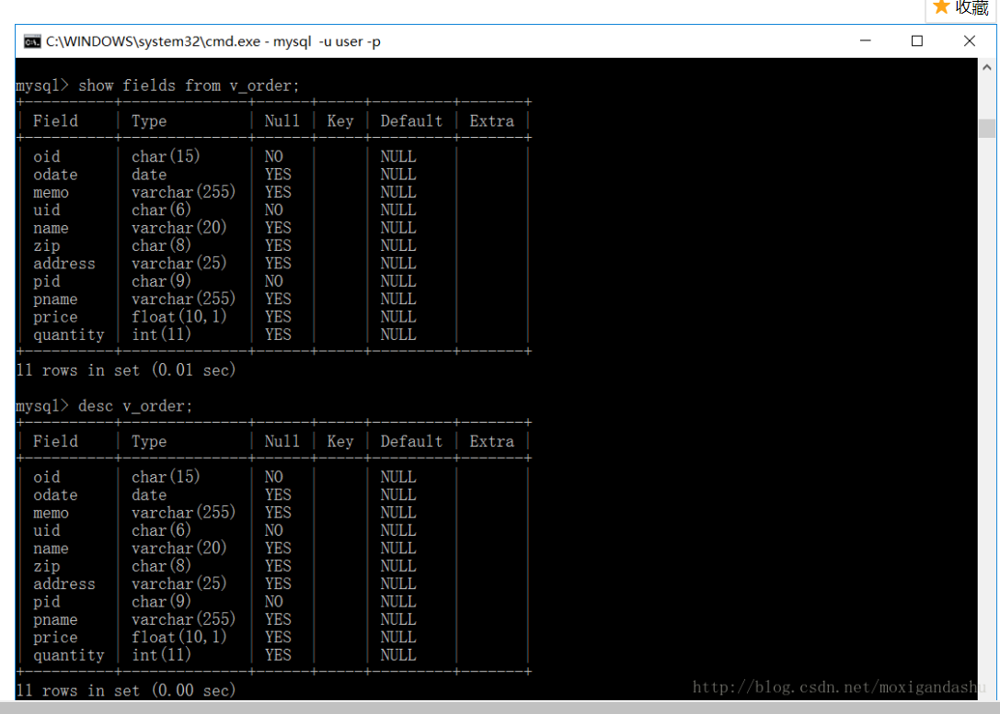 收藏
C:\WINDOWS\system32\cmd.exe - mysql  -u user -p
mysql> show fields from v_order;
+----------+--------------+------+-----+---------+-------+
| Field    | Type         | Null | Key | Default | Extra |
+----------+--------------+------+-----+---------+-------+
| oid      | char(15)     | NO   |     | NULL    |       |
| odate    | date         | YES  |     | NULL    |       |
| memo     | varchar(255) | YES  |     | NULL    |       |
| uid      | char(6)      | NO   |     | NULL    |       |
| name     | varchar(20)  | YES  |     | NULL    |       |
| zip      | char(8)      | YES  |     | NULL    |       |
| address  | varchar(25)  | YES  |     | NULL    |       |
| pid      | char(9)      | NO   |     | NULL    |       |
| pname    | varchar(255) | YES  |     | NULL    |       |
| price    | float(10,1)  | YES  |     | NULL    |       |
| quantity | int(11)      | YES  |     | NULL    |       |
+----------+--------------+------+-----+---------+-------+
11 rows in set (0.01 sec)
mysql> desc v_order;
+----------+--------------+------+-----+---------+-------+
| Field    | Type         | Null | Key | Default | Extra |
+----------+--------------+------+-----+---------+-------+
| oid      | char(15)     | NO   |     | NULL    |       |
| odate    | date         | YES  |     | NULL    |       |
| memo     | varchar(255) | YES  |     | NULL    |       |
| uid      | char(6)      | NO   |     | NULL    |       |
| name     | varchar(20)  | YES  |     | NULL    |       |
| zip      | char(8)      | YES  |     | NULL    |       |
| address  | varchar(25)  | YES  |     | NULL    |       |
| pid      | char(9)      | NO   |     | NULL    |       |
| pname    | varchar(255) | YES  |     | NULL    |       |
| price    | float(10,1)  | YES  |     | NULL    |       |
| quantity | int(11)      | YES  |     | NULL    |       |
+----------+--------------+------+-----+---------+-------+
11 rows in set (0.00 sec)
http://blog.csdn.net/moxigandashu